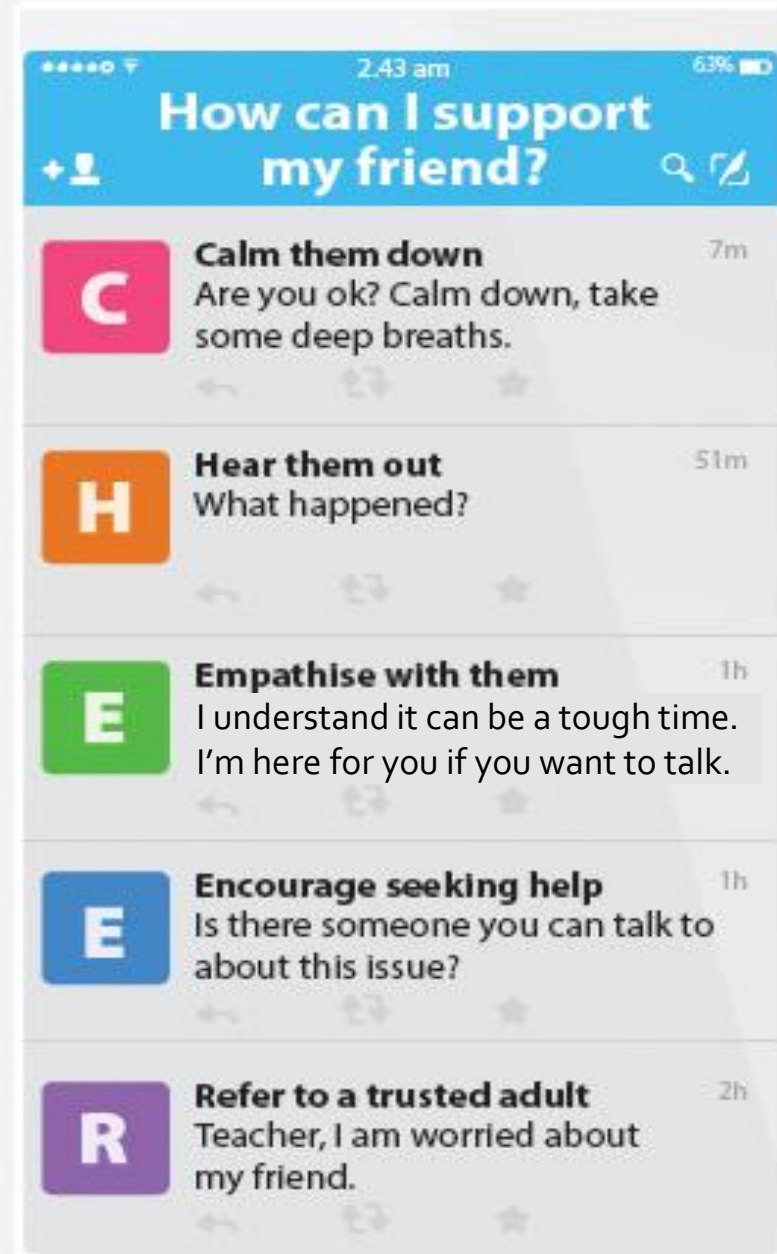 2.43 am
63%
How can I support
my friend?
C
Calm them down
7m
Are you ok? Calm down, take
some deep breaths.
H
Hear them out
51m
What happened?
E
Empathise with them
1h
I understand it can be a tough time.
I'm here for you if you want to talk.
E
Encourage seeking help
1h
Is there someone you can talk to
about this issue?
R
Refer to a trusted adult
2h
Teacher, I am worried about
my friend.